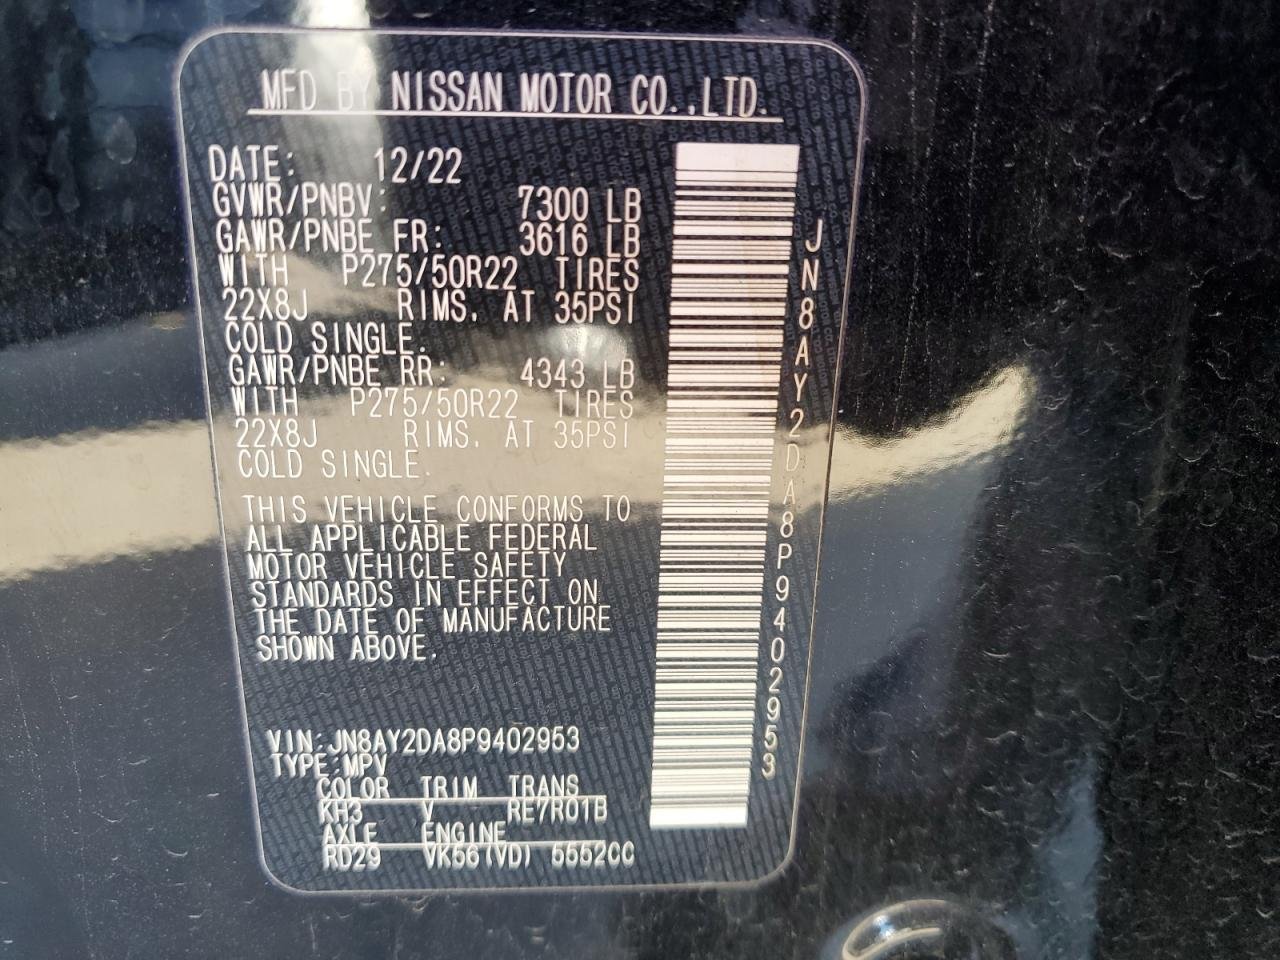 MFD BY NISSAN MOTOR CO.,LTD.
DATE: 12/22
GVWR/PNBV: 7300 LB
GAWR/PNBE FR: 3616 LB
WITH P275/50R22 TIRES
22X8J RIMS. AT 35PSI
COLD SINGLE.
GAWR/PNBE RR: 4343 LB
WITH P275/50R22 TIRES
22X8J RIMS. AT 35PSI
COLD SINGLE.
THIS VEHICLE CONFORMS TO
ALL APPLICABLE FEDERAL
MOTOR VEHICLE SAFETY
STANDARDS IN EFFECT ON
THE DATE OF MANUFACTURE
SHOWN ABOVE.
VIN:JN8AY2DA8P9402953
TYPE:MPV
COLOR TRIM TRANS
KH3 V RE7R01B
AXLE ENGINE
RD29 VK56(VD) 5552CC
JN8AY2DA8P9402953